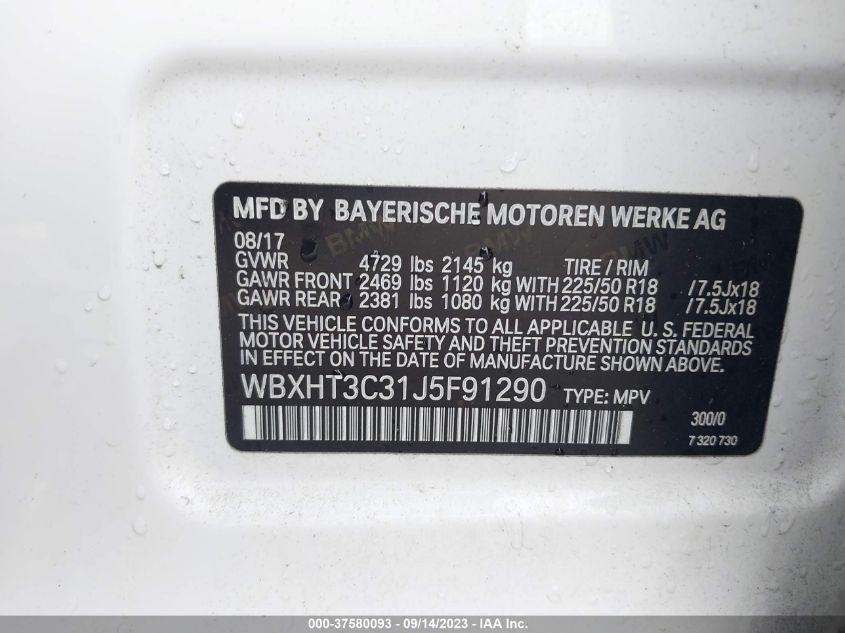 MFD BY BAYERISCHE MOTOREN WERKE AG
08/17
GVWR 4729 lbs 2145 kg TIRE / RIM
GAWR FRONT 2469 lbs 1120 kg WITH 225/50 R18 /7.5Jx18
GAWR REAR 2381 lbs 1080 kg WITH 225/50 R18 /7.5Jx18
THIS VEHICLE CONFORMS TO ALL APPLICABLE U. S. FEDERAL
MOTOR VEHICLE SAFETY AND THEFT PREVENTION STANDARDS
IN EFFECT ON THE DATE OF MANUFACTURE SHOWN ABOVE.
WBXHT3C31J5F91290 TYPE: MPV
300/0
7 320 730
BMW
BMW
000-37580093 - 09/14/2023 - IAA Inc.